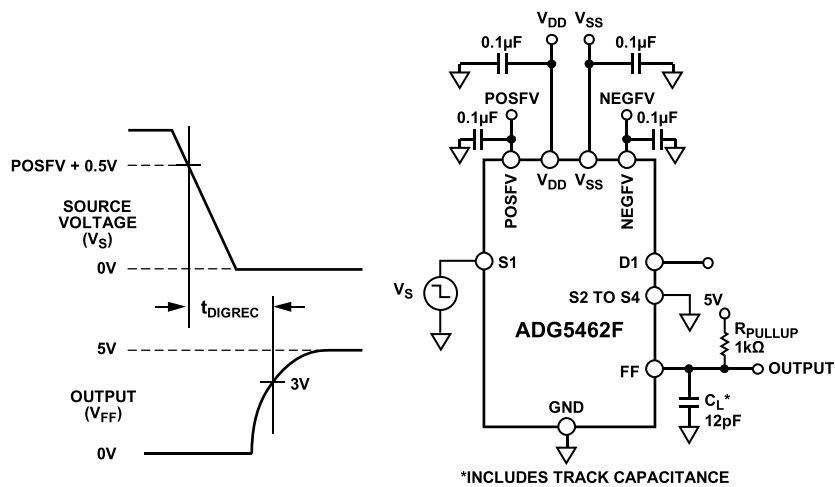 POSFV + 0.5V
SOURCE
VOLTAGE
(VS)
0V
tDIGREC
5V
OUTPUT
(VFF)
3V
0V
VDD
VSS
0.1µF
0.1µF
POSFV
NEGFV
0.1µF
0.1µF
POSFV
VDD
VSS
NEGFV
S1
D1
VS
S2 TO S4
5V
ADG5462F
RPULLUP
1kΩ
FF
OUTPUT
CL*
12pF
GND
*INCLUDES TRACK CAPACITANCE